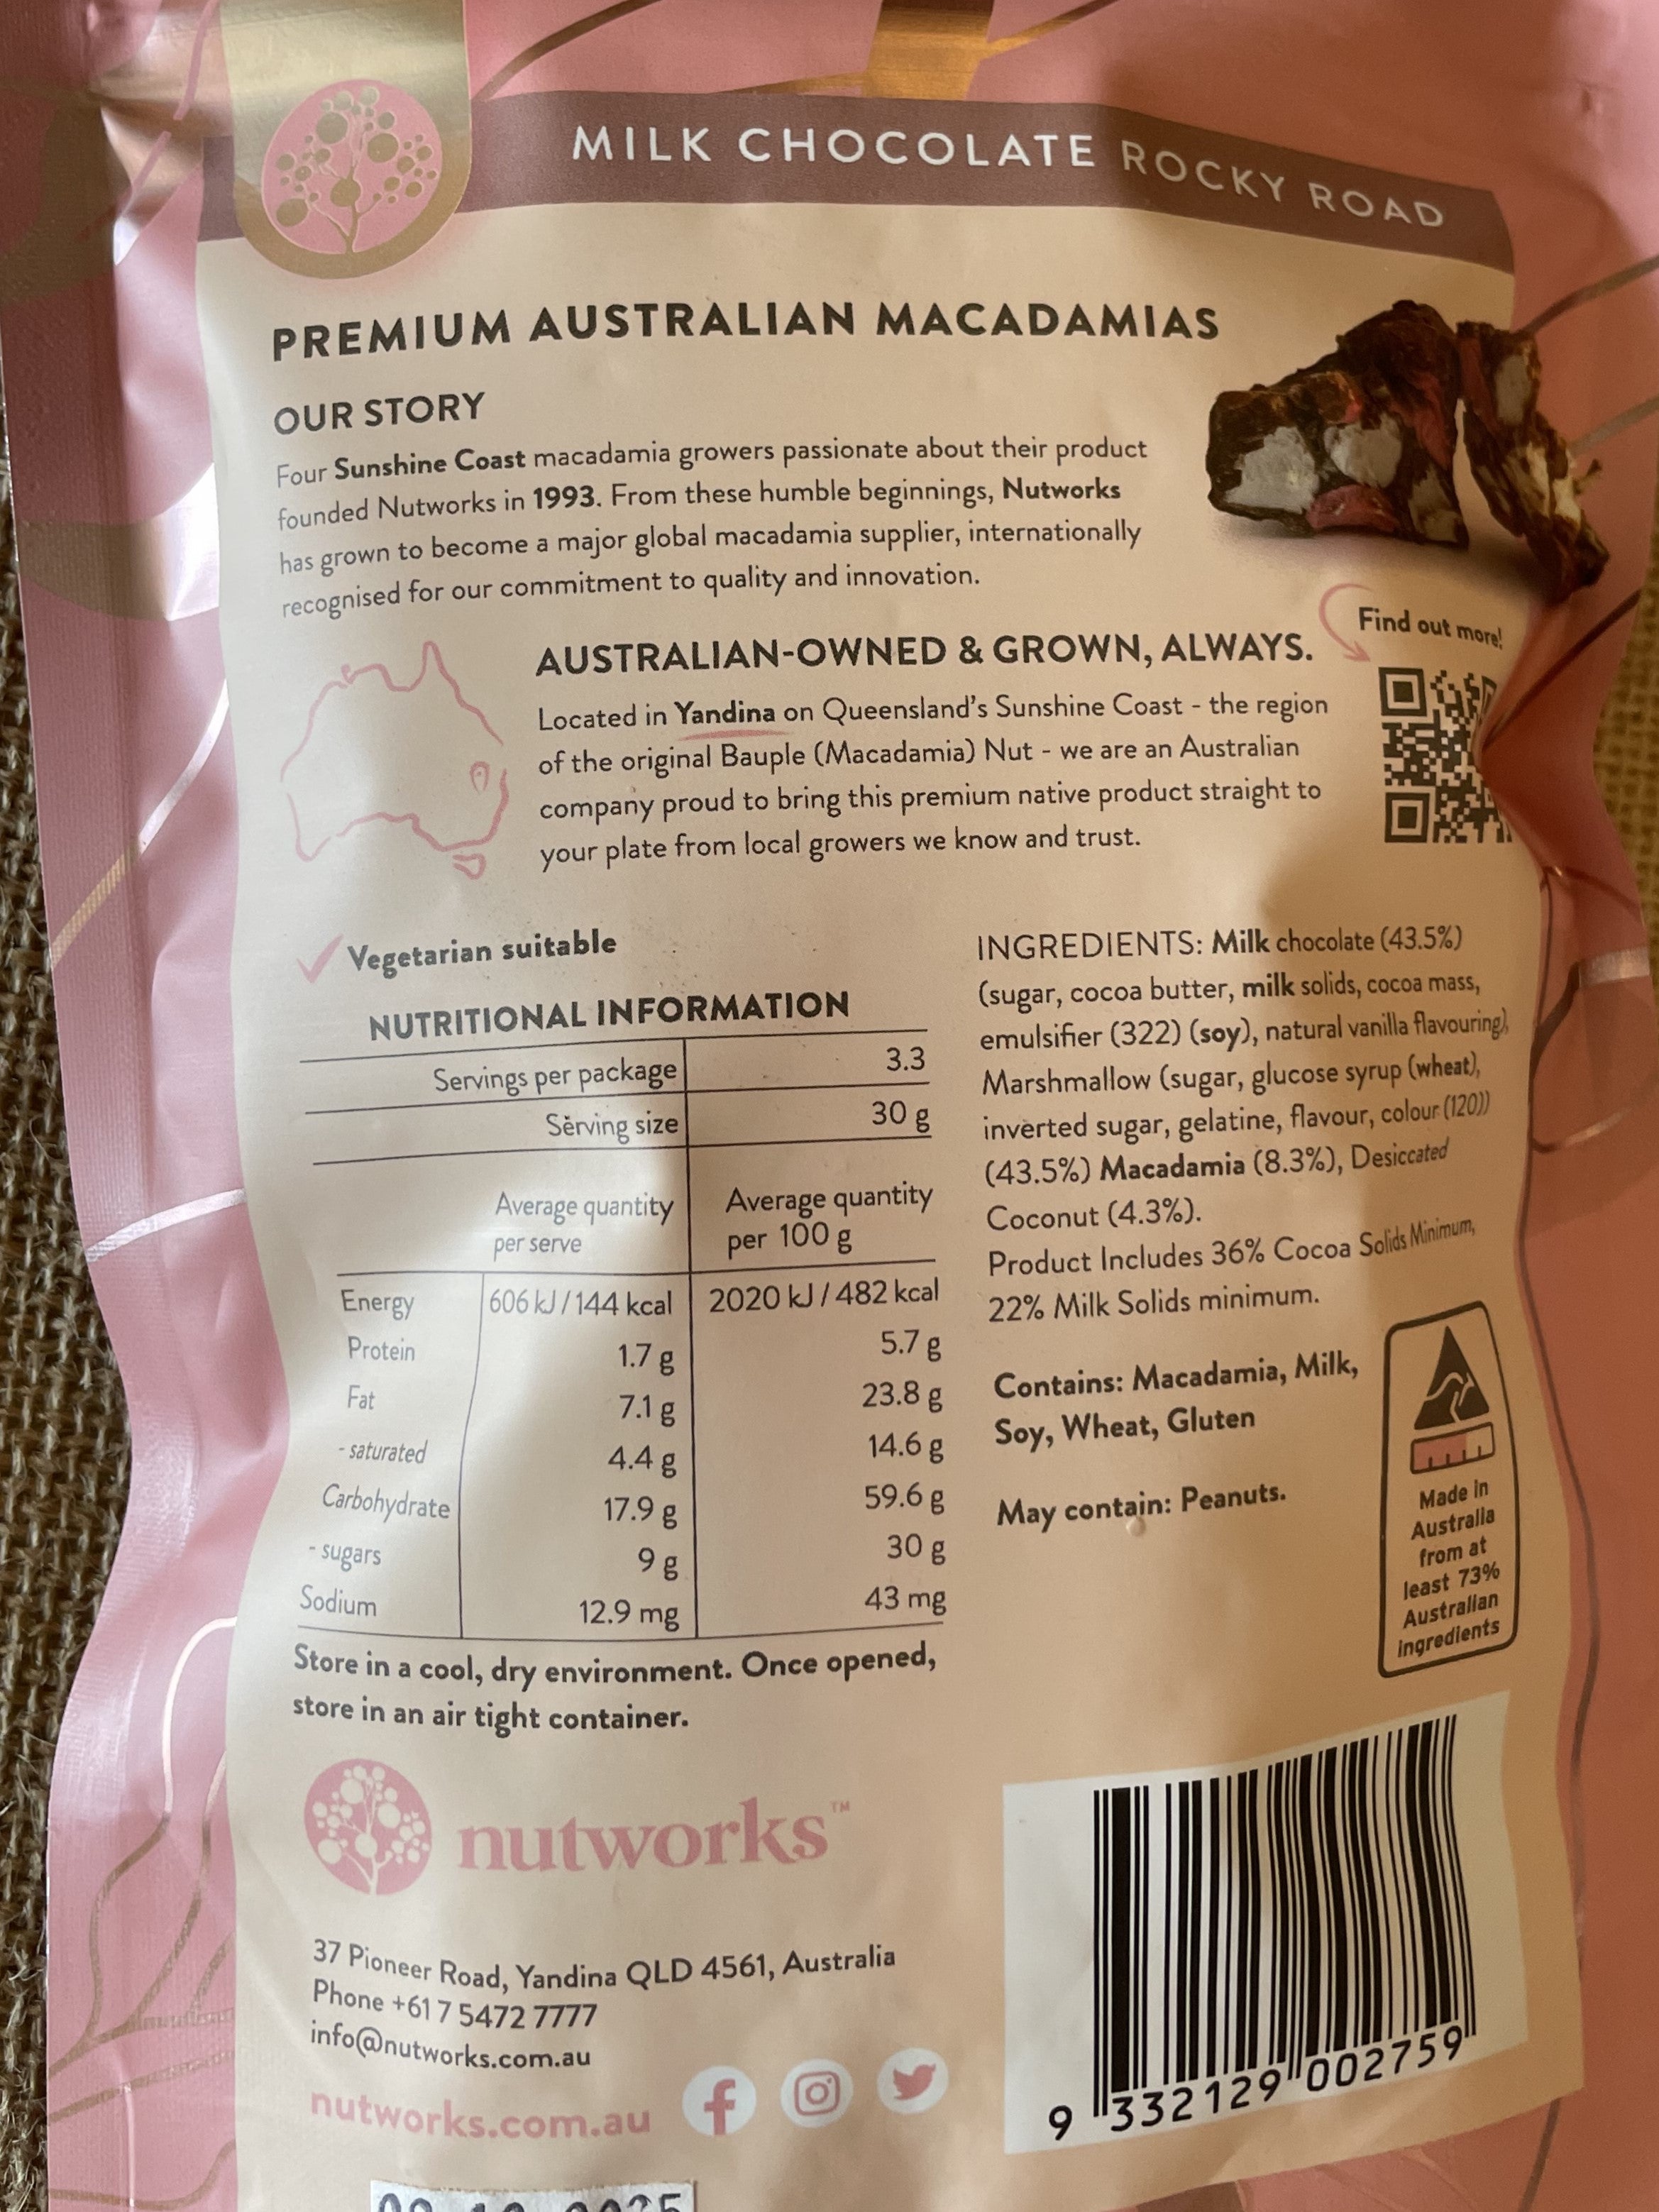 MILK CHOCOLATE ROCKY ROAD
PREMIUM AUSTRALIAN MACADAMIAS
OUR STORY
Four Sunshine Coast macadamia growers passionate about their product
founded Nutworks in 1993. From these humble beginnings, Nutworks
has grown to become a major global macadamia supplier, internationally
recognised for our commitment to quality and innovation.
Find out more!
AUSTRALIAN-OWNED & GROWN, ALWAYS.
Located in Yandina on Queensland's Sunshine Coast - the region
of the original Bauple (Macadamia) Nut - we are an Australian
company proud to bring this premium native product straight to
your plate from local growers we know and trust.
Vegetarian suitable
NUTRITIONAL INFORMATION
Servings per package 3.3
Serving size 30 g
Average quantity per serve Average quantity per 100 g
Energy 606 kJ / 144 kcal 2020 kJ / 482 kcal
Protein 1.7 g 5.7 g
Fat 7.1 g 23.8 g
- saturated 4.4 g 14.6 g
Carbohydrate 17.9 g 59.6 g
- sugars 9 g 30 g
Sodium 12.9 mg 43 mg
Store in a cool, dry environment. Once opened,
store in an air tight container.
INGREDIENTS: Milk chocolate (43.5%)
(sugar, cocoa butter, milk solids, cocoa mass,
emulsifier (322) (soy), natural vanilla flavouring),
Marshmallow (sugar, glucose syrup (wheat),
inverted sugar, gelatine, flavour, colour (120))
(43.5%) Macadamia (8.3%), Desiccated
Coconut (4.3%).
Product Includes 36% Cocoa Solids Minimum,
22% Milk Solids minimum.
Contains: Macadamia, Milk,
Soy, Wheat, Gluten
May contain: Peanuts.
Made in
Australia
from at
least 73%
Australian
ingredients
nutworks™
37 Pioneer Road, Yandina QLD 4561, Australia
Phone +61 7 5472 7777
info@nutworks.com.au
nutworks.com.au
9 332129 002759